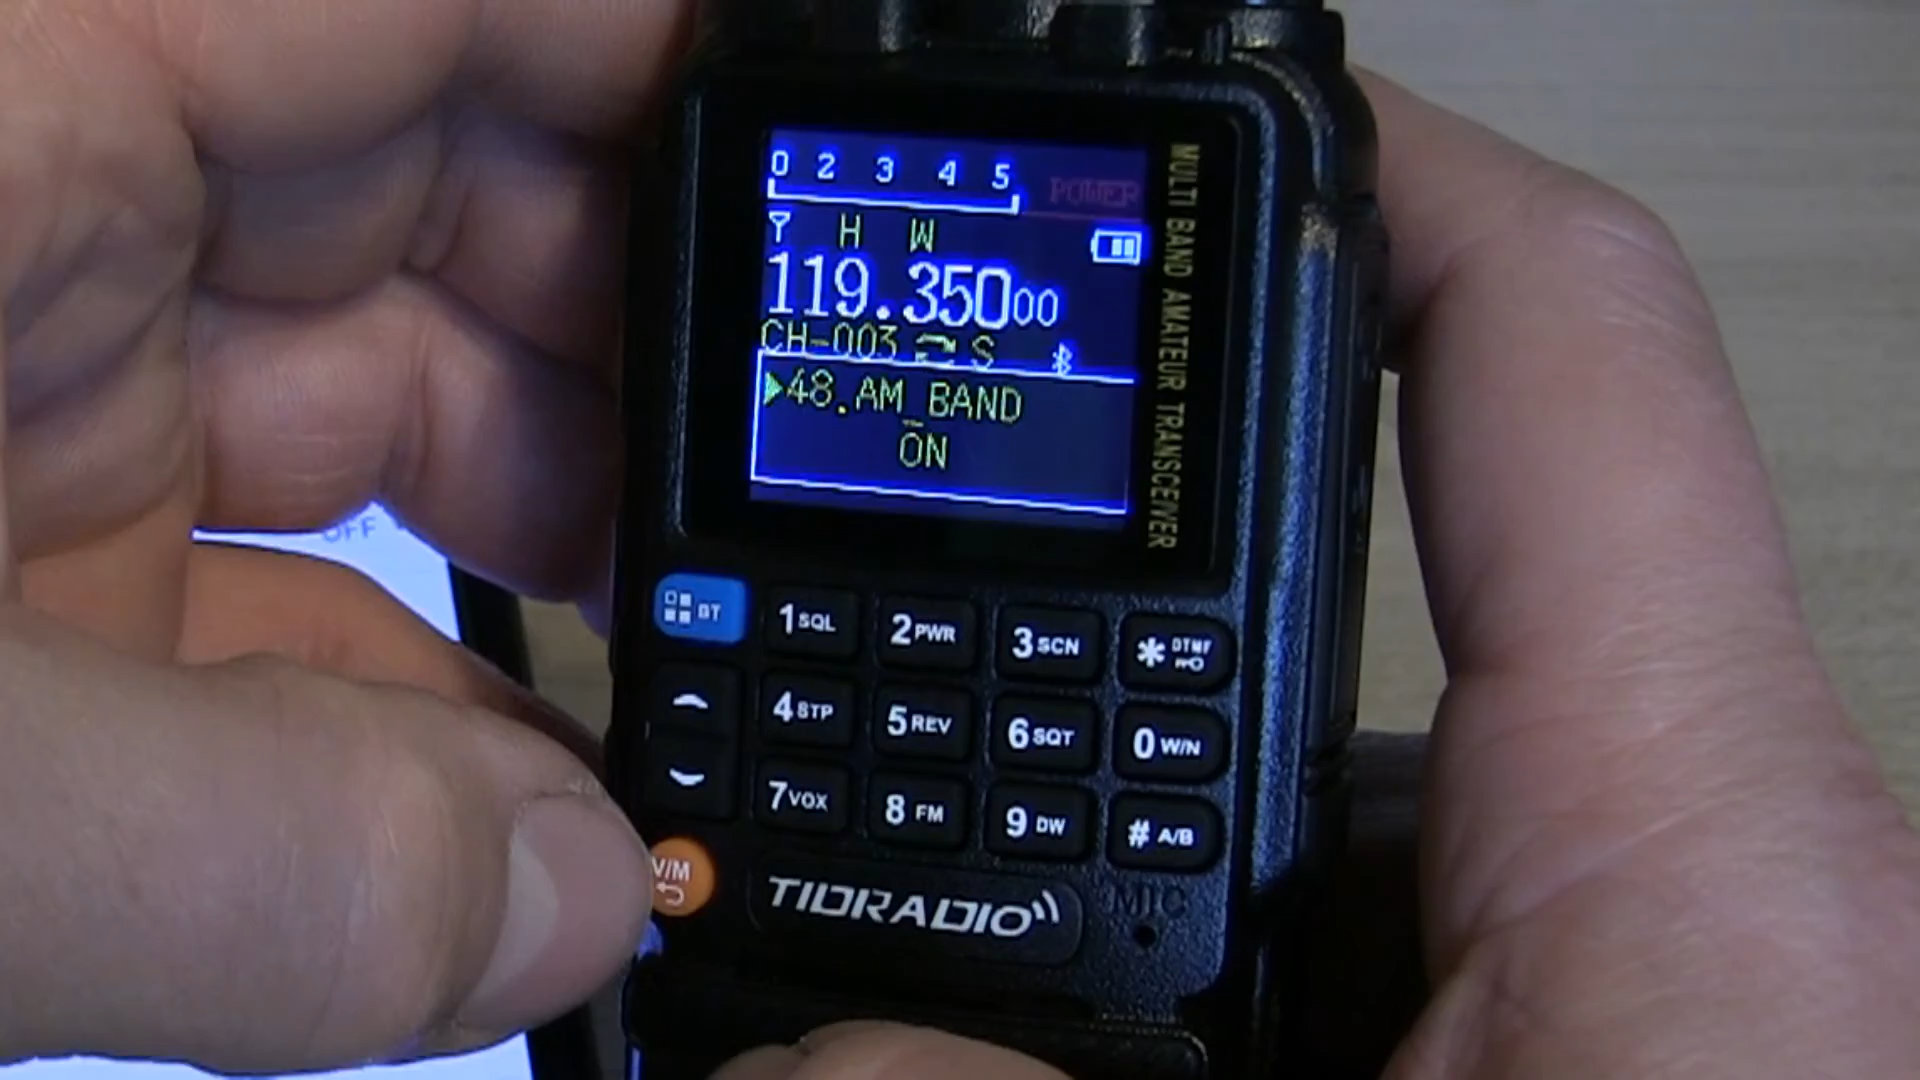 0 2 3 4 5 POWER
H W
119.35000
CH-003 S
48.AM_BAND
ON
MULTI BAND AMATEUR TRANSCEIVER
OFF
BT 1 SQL 2 PWR 3 SCN * DTMF
4 STP 5 REV 6 SQT 0 W/N
7 VOX 8 FM 9 DW # A/B
V/M
TIDRADIO
MIC